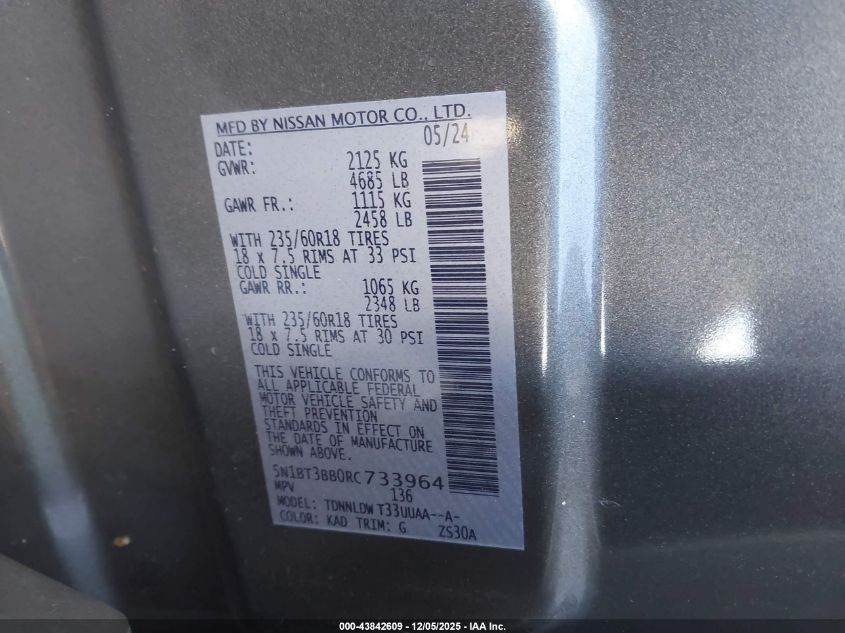 MFD BY NISSAN MOTOR CO., LTD.
DATE: 05/24
GVWR: 2125 KG
4685 LB
GAWR FR.: 1115 KG
2458 LB
WITH 235/60R18 TIRES
18 x 7.5 RIMS AT 33 PSI
COLD SINGLE
GAWR RR.: 1065 KG
2348 LB
WITH 235/60R18 TIRES
18 x 7.5 RIMS AT 30 PSI
COLD SINGLE
THIS VEHICLE CONFORMS TO
ALL APPLICABLE FEDERAL
MOTOR VEHICLE SAFETY AND
THEFT PREVENTION
STANDARDS IN EFFECT ON
THE DATE OF MANUFACTURE
SHOWN ABOVE.
5N1BT3BB0RC733964
MPV 136
MODEL: TDNNLDW T33UUAA--A-
COLOR: KAD TRIM: G ZS30A
000-43842609 - 12/05/2025 - IAA Inc.